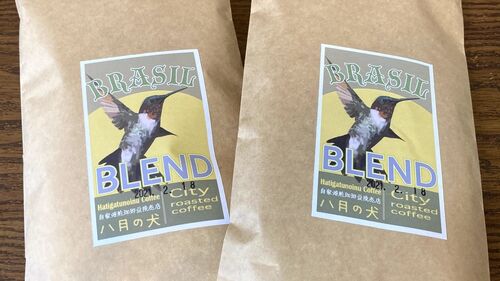 BRASIL
BLEND
2021. 2. 18
Hatigatunoinu Coffee
自家焙煎珈琲豆焼売店
八月の犬
City
roasted
coffee
BRASIL
BLEND
2021. 2. 18
Hatigatunoinu Coffee
自家焙煎珈琲豆焼売店
八月の犬
City
roasted
coffee